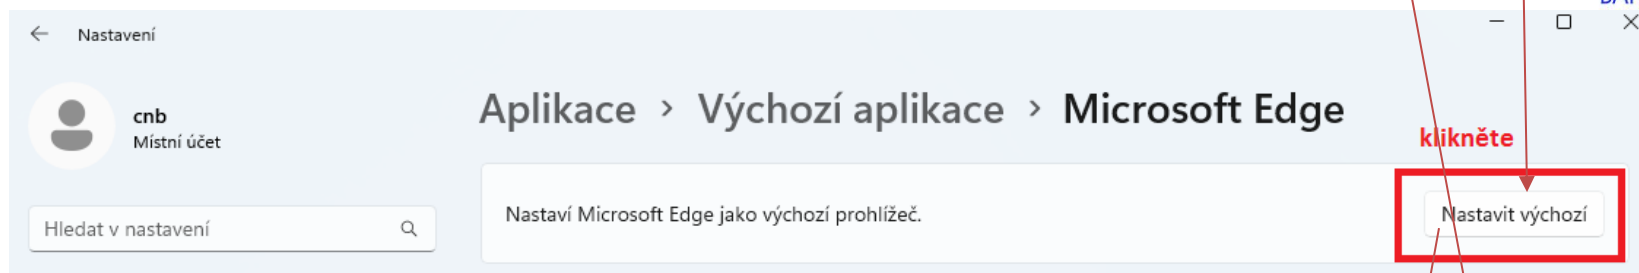 Nastavení
cnb
Místní účet
Hledat v nastavení
Aplikace > Výchozí aplikace > Microsoft Edge
klikněte
Nastaví Microsoft Edge jako výchozí prohlížeč.
Nastavit výchozí